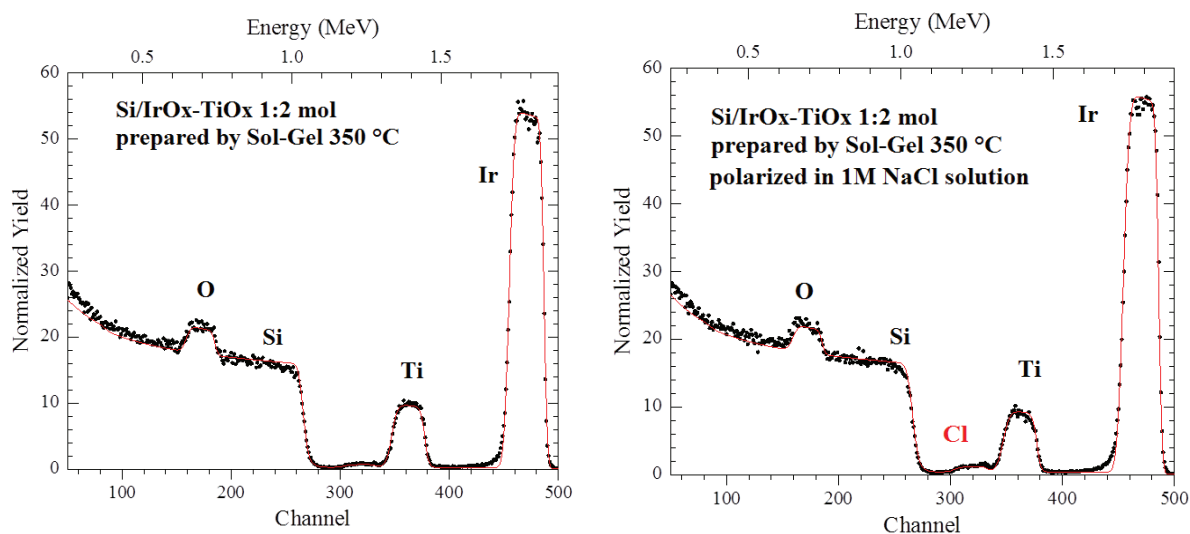 Energy (MeV)
0.5 1.0 1.5
60
50
40
30
20
10
0
Normalized Yield
Si/IrOx-TiOx 1:2 mol
prepared by Sol-Gel 350 °C
Ir
O
Si
Ti
100 200 300 400 500
Channel
Energy (MeV)
0.5 1.0 1.5
60
50
40
30
20
10
0
Normalized Yield
Si/IrOx-TiOx 1:2 mol
prepared by Sol-Gel 350 °C
polarized in 1M NaCl solution
Ir
O
Si
Ti
Cl
100 200 300 400 500
Channel